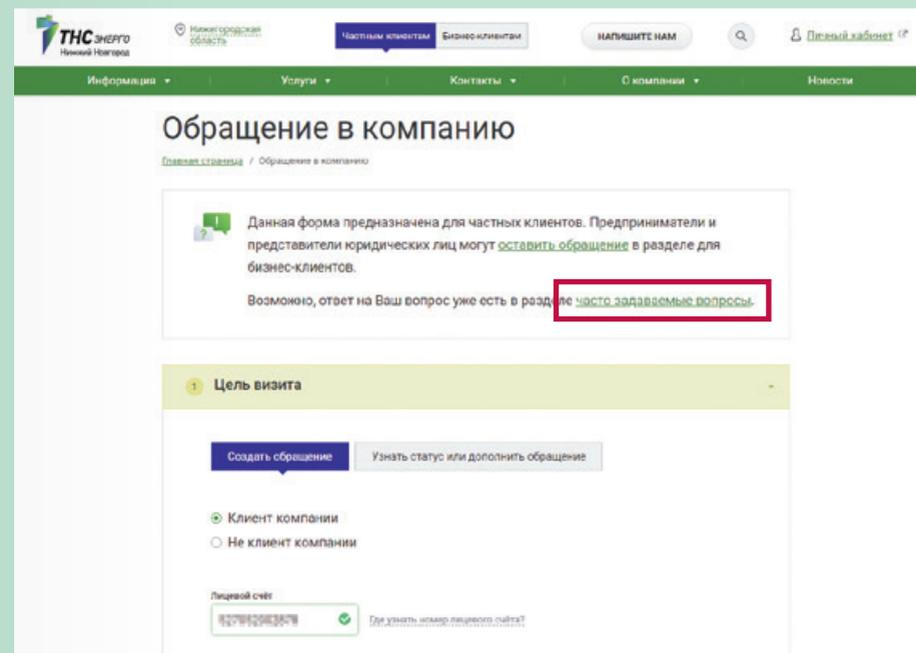 ТНС энерго
Нижний Новгород
Нижегородская
область
Частным клиентам
Бизнес-клиентам
НАПИШИТЕ НАМ
Личный кабинет
Информация
Услуги
Контакты
О компании
Новости
Обращение в компанию
Главная страница / Обращение в компанию
Данная форма предназначена для частных клиентов. Предприниматели и
представители юридических лиц могут оставить обращение в разделе для
бизнес-клиентов.
Возможно, ответ на Ваш вопрос уже есть в разделе часто задаваемые вопросы.
1 Цель визита
Создать обращение
Узнать статус или дополнить обращение
Клиент компании
Не клиент компании
Лицевой счёт
Где узнать номер лицевого счёта?